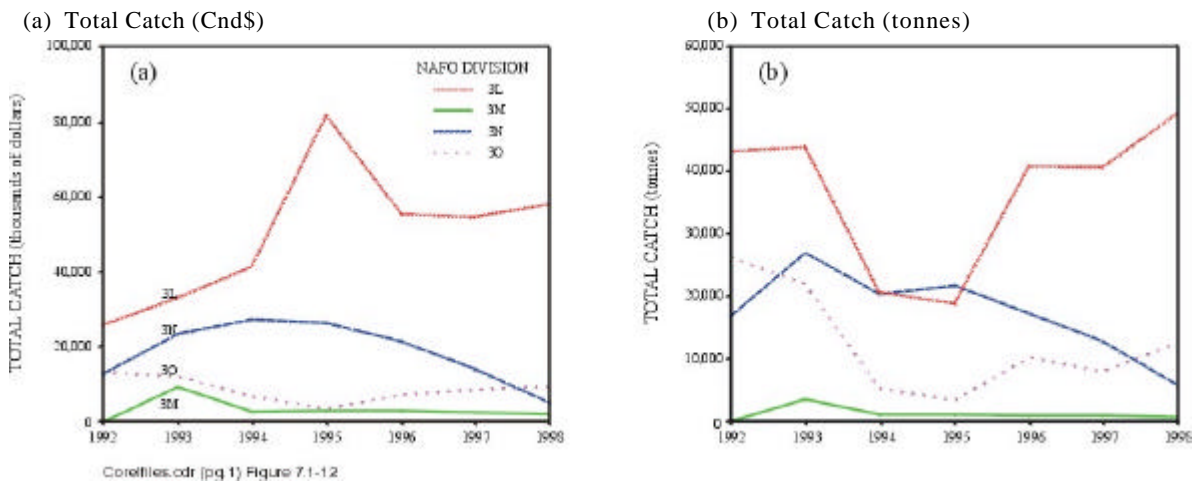 (a) Total Catch (Cnd$)
100,000
80,000
60,000
40,000
20,000
0
TOTAL CATCH (thousands of dollars)
(a)
NAFO DIVISION
3L
3M
3N
3O
3L
3N
3O
3M
1992 1993 1994 1995 1996 1997 1998
Corelfiles.cdr (pg 1) Figure 7.1-12
(b) Total Catch (tonnes)
60,000
50,000
40,000
30,000
20,000
10,000
0
TOTAL CATCH (tonnes)
(b)
1992 1993 1994 1995 1996 1997 1998